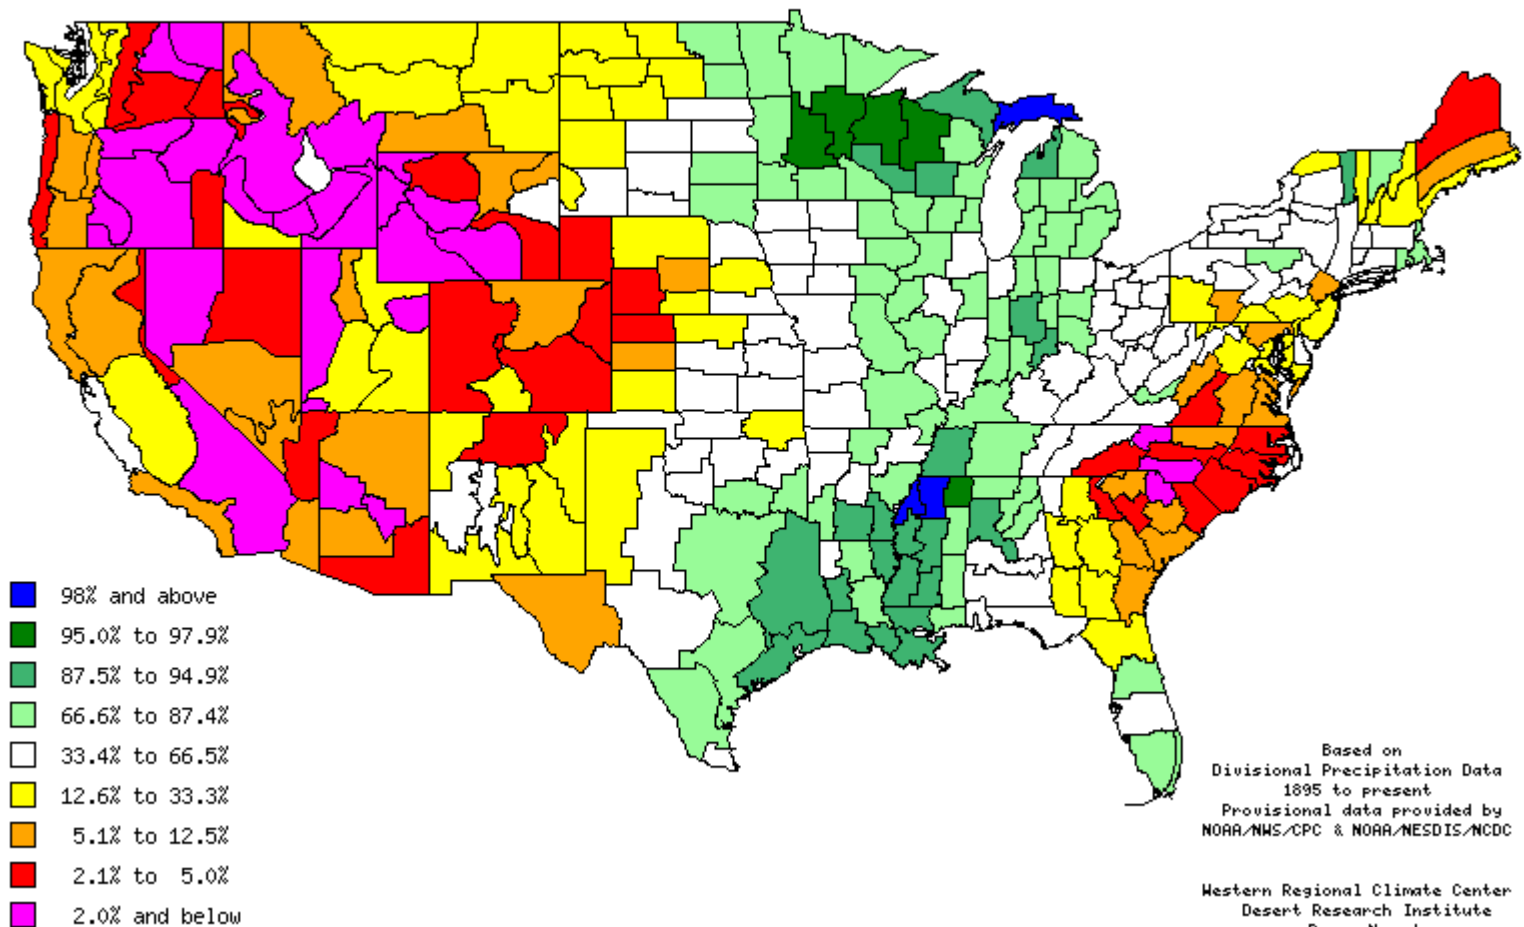 98% and above
95.0% to 97.9%
87.5% to 94.9%
66.6% to 87.4%
33.4% to 66.5%
12.6% to 33.3%
5.1% to 12.5%
2.1% to 5.0%
2.0% and below
Based on
Divisional Precipitation Data
1895 to present
Provisional data provided by
NOAA/NWS/CPC & NOAA/NESDIS/NCDC
Western Regional Climate Center
Desert Research Institute